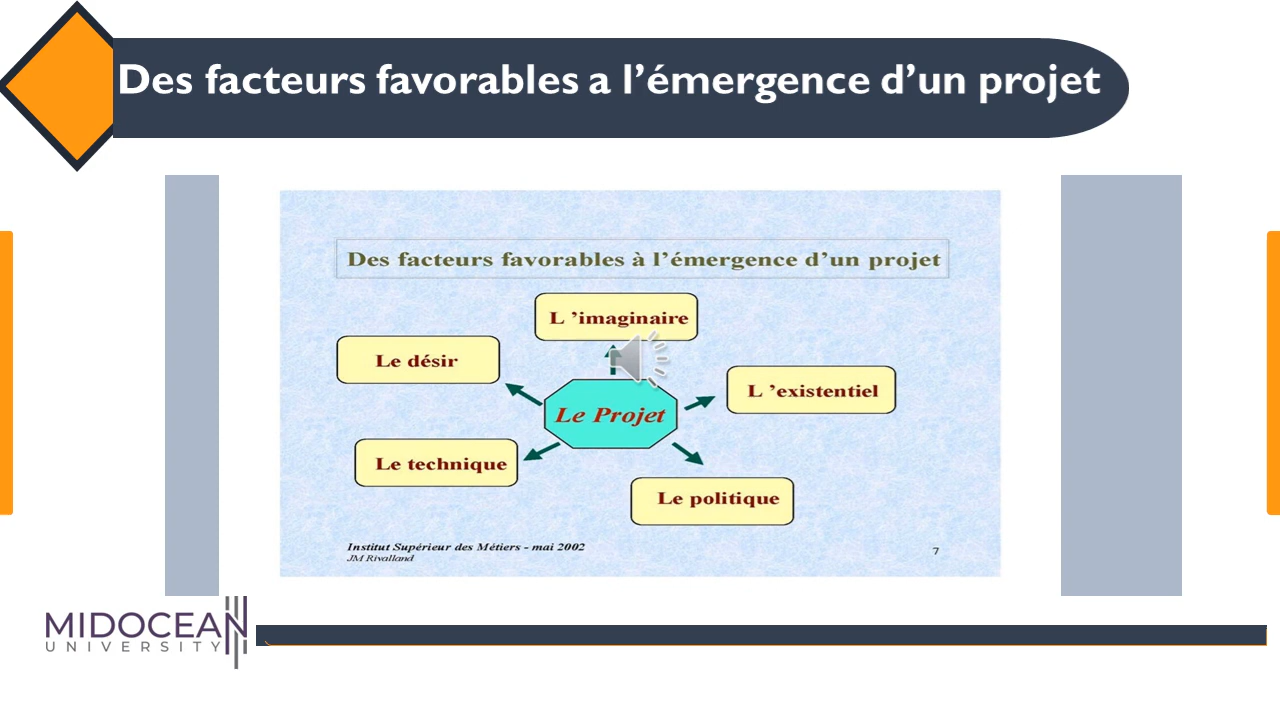 Des facteurs favorables a l’émergence d’un projet
Des facteurs favorables à l’émergence d’un projet
L ’imaginaire
Le désir
L ’existentiel
Le Projet
Le technique
Le politique
Institut Supérieur des Métiers - mai 2002
JM Rivalland
7
MIDOCEAN
UNIVERSITY